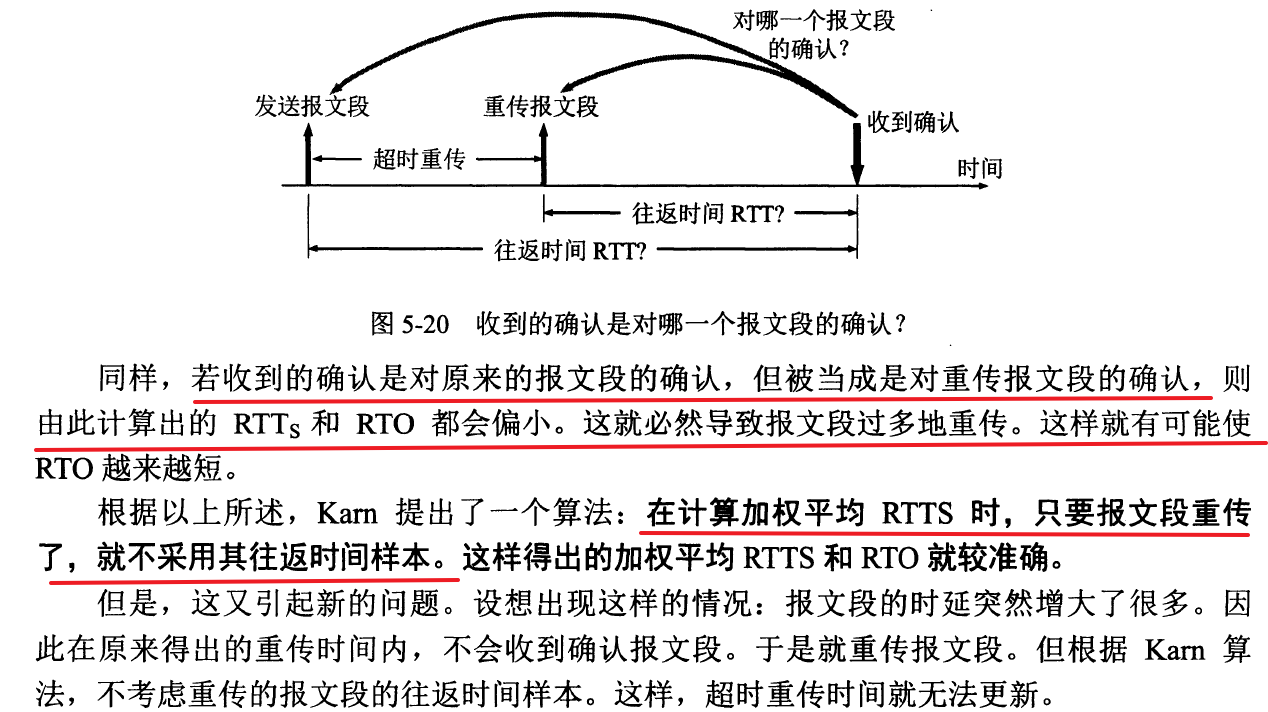 对哪一个报文段
的确认？
发送报文段
重传报文段
收到确认
超时重传
时间
往返时间 RTT?
往返时间 RTT?
图 5-20 收到的确认是对哪一个报文段的确认？
同样，若收到的确认是对原来的报文段的确认，但被当成是对重传报文段的确认，则
由此计算出的 RTTS 和 RTO 都会偏小。这就必然导致报文段过多地重传。这样就有可能使
RTO 越来越短。
根据以上所述，Karn 提出了一个算法：在计算加权平均 RTTS 时，只要报文段重传
了，就不采用其往返时间样本。这样得出的加权平均 RTTS 和 RTO 就较准确。
但是，这又引起新的问题。设想出现这样的情况：报文段的时延突然增大了很多。因
此在原来得出的重传时间内，不会收到确认报文段。于是就重传报文段。但根据 Karn 算
法，不考虑重传的报文段的往返时间样本。这样，超时重传时间就无法更新。